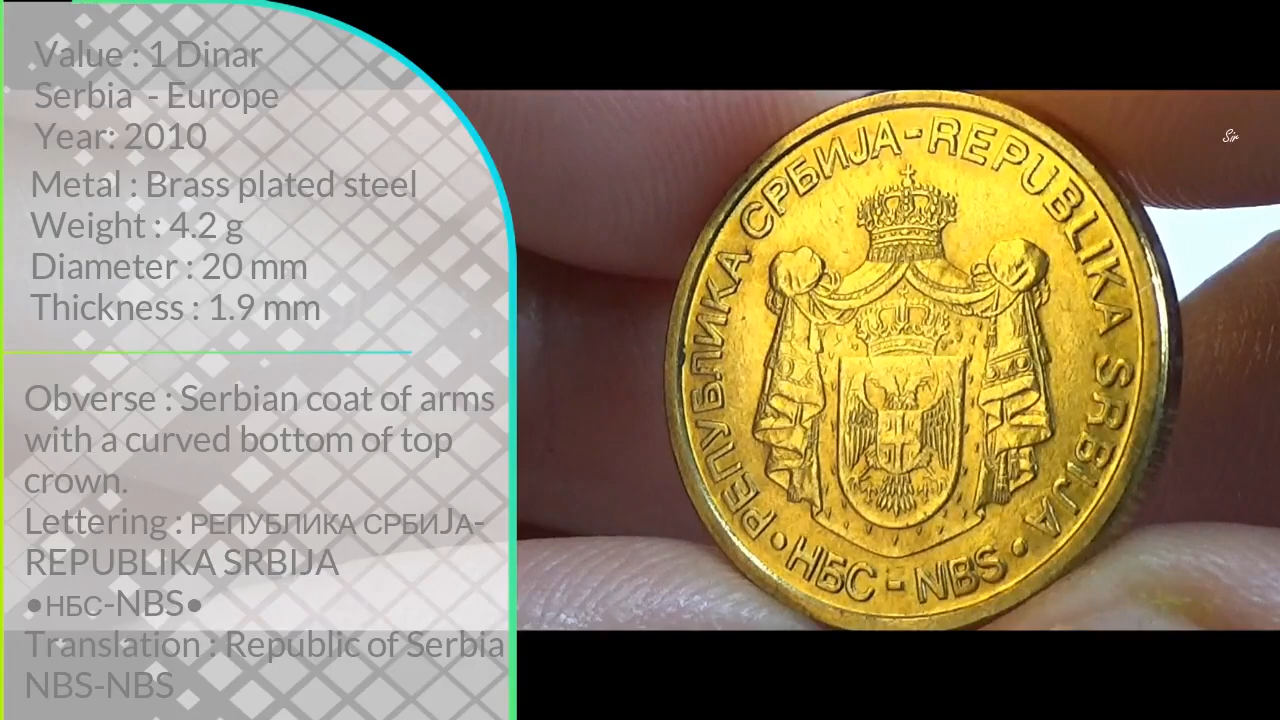 Value : 1 Dinar
Serbia - Europe
Year: 2010
Metal : Brass plated steel
Weight : 4.2 g
Diameter : 20 mm
Thickness : 1.9 mm
Obverse : Serbian coat of arms
with a curved bottom of top
crown.
Lettering : РЕПУБЛИКА СРБИЈА-
REPUBLIKA SRBIJA
●НБС-NBS●
Translation : Republic of Serbia
NBS-NBS
РЕПУБЛИКА СРБИЈА-REPUBLIKA SRBIJA
•НБС-NBS•
Sir